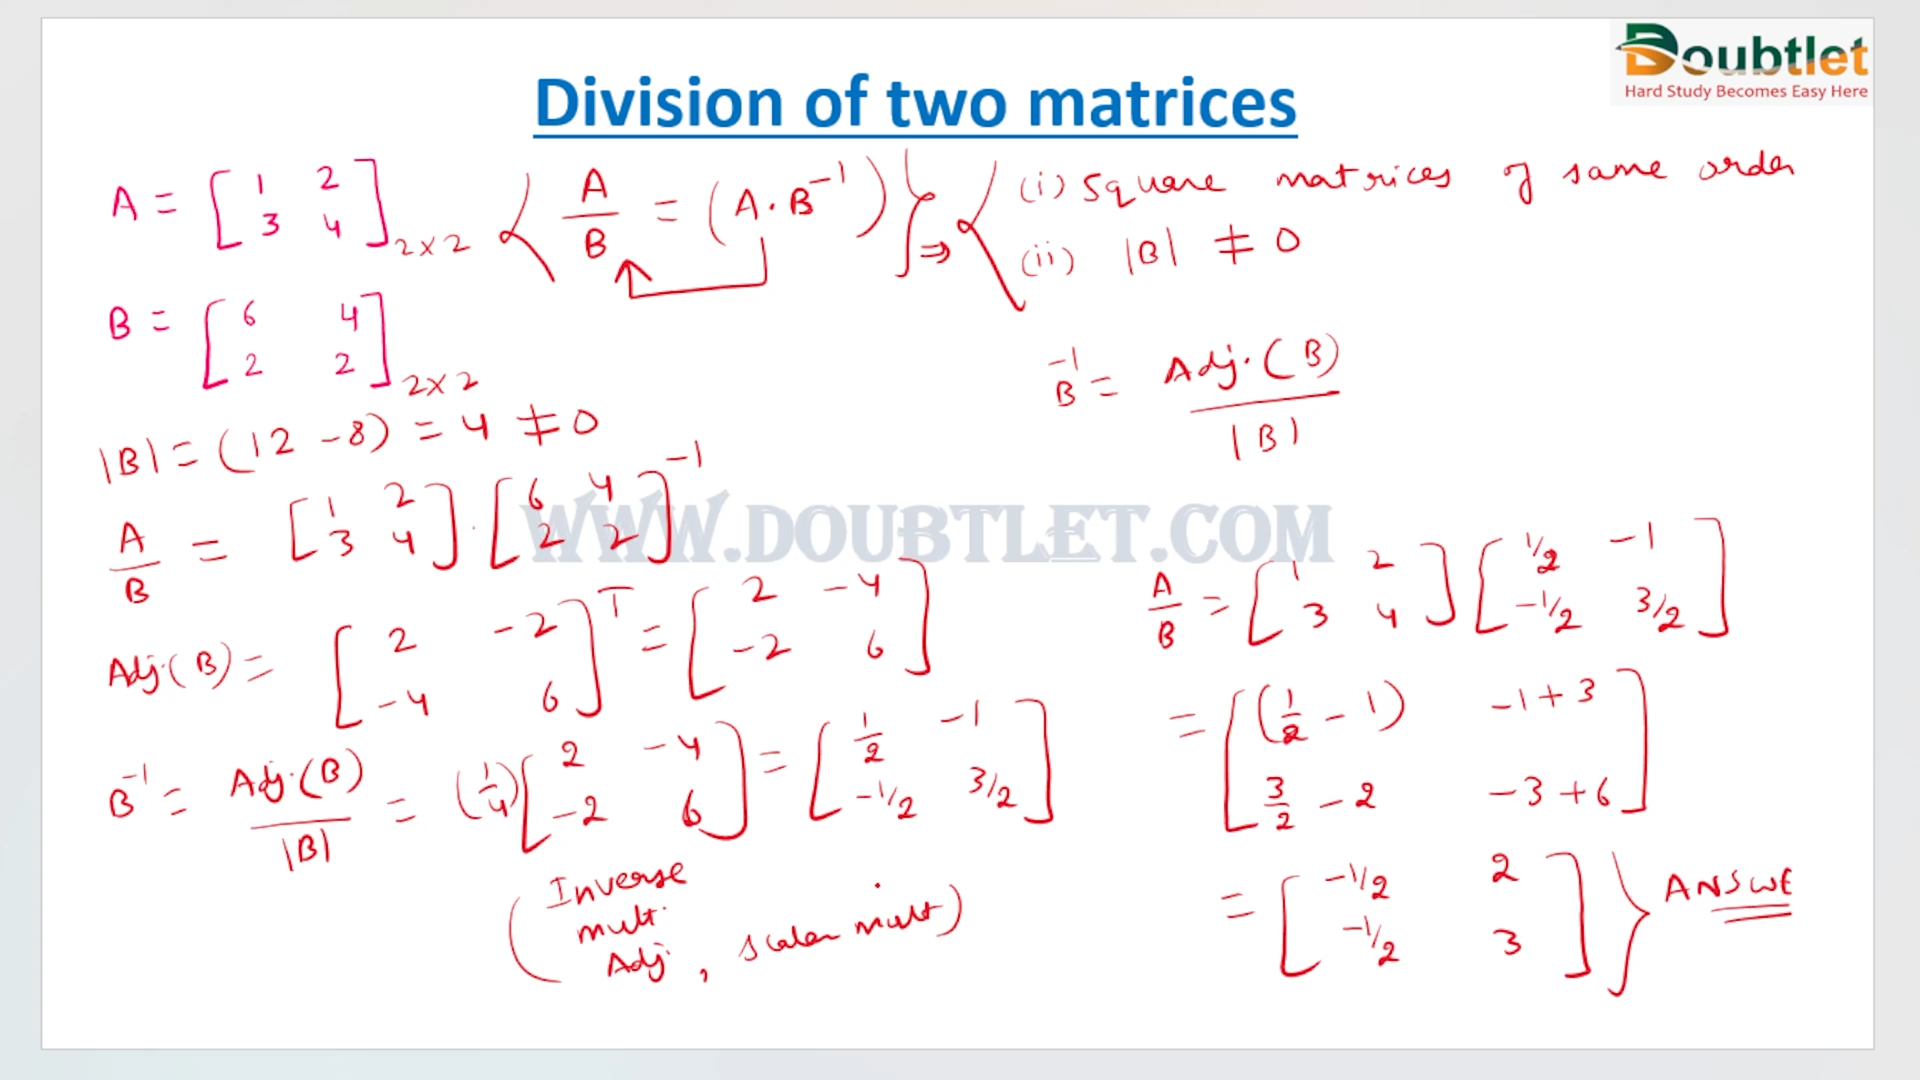 Doubtlet
Hard Study Becomes Easy Here
Division of two matrices
A = [1 2; 3 4]2×2
A/B = (A·B⁻¹) ⇒
(i) Square matrices of same order
(ii) |B| ≠ 0
B = [6 4; 2 2]2×2
B⁻¹ = Adj·(B)/|B|
|B| = (12 - 8) = 4 ≠ 0
A/B = [1 2; 3 4]·[6 4; 2 2]⁻¹
WWW.DOUBTLET.COM
Adj·(B) = [2 -2; -4 6]ᵀ = [2 -4; -2 6]
B⁻¹ = Adj·(B)/|B| = (1/4)[2 -4; -2 6] = [1/2 -1; -1/2 3/2]
(Inverse
mult·
Adj·, scalar mult)
A/B = [1 2; 3 4][1/2 -1; -1/2 3/2]
= [(1/2 - 1) -1+3; 3/2 - 2 -3+6]
= [-1/2 2; -1/2 3] } ANSWE